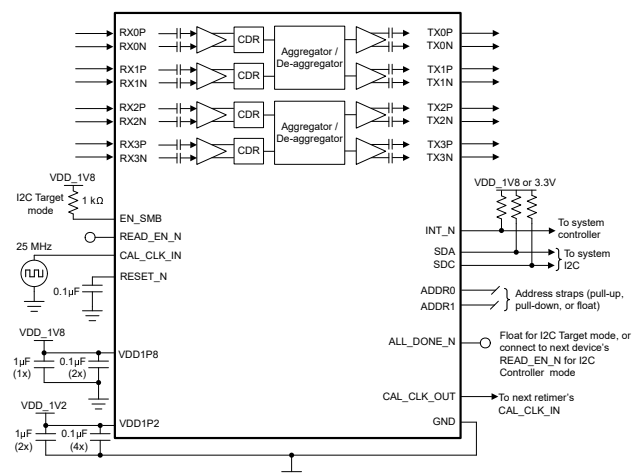 RX0P
RX0N
CDR
Aggregator /
De-aggregator
TX0P
TX0N
RX1P
RX1N
CDR
TX1P
TX1N
RX2P
RX2N
CDR
Aggregator /
De-aggregator
TX2P
TX2N
RX3P
RX3N
CDR
TX3P
TX3N
VDD_1V8
I2C Target
mode
1 kΩ
EN_SMB
READ_EN_N
25 MHz
CAL_CLK_IN
RESET_N
0.1μF
VDD_1V8
1μF
(1x)
0.1μF
(2x)
VDD1P8
VDD_1V2
1μF
(2x)
0.1μF
(4x)
VDD1P2
VDD_1V8 or 3.3V
INT_N
To system
controller
SDA
SDC
To system
I2C
ADDR0
ADDR1
Address straps (pull-up,
pull-down, or float)
ALL_DONE_N
Float for I2C Target mode, or
connect to next device's
READ_EN_N for I2C
Controller mode
CAL_CLK_OUT
To next retimer's
CAL_CLK_IN
GND